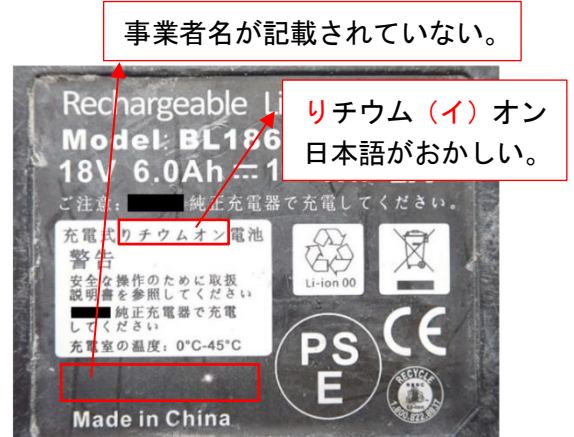 事業者名が記載されていない。
りチウム（イ）オン
日本語がおかしい。
Rechargeable
Model: BL186
18V 6.0Ah
ご注意: 純正充電器で充電してください。
充電式りチウムオン電池
警告
安全な操作のために取扱
説明書を参照してください
純正充電器で充電
してください
充電室の温度: 0°C-45°C
Li-ion 00
PS
E
CE
RECYCLE
Made in China